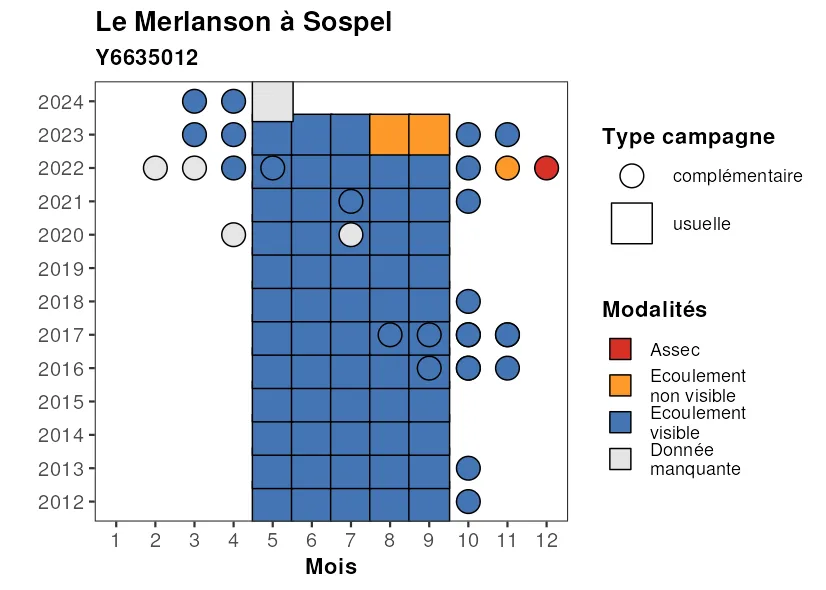 Le Merlanson à Sospel
Y6635012
2024
2023
2022
2021
2020
2019
2018
2017
2016
2015
2014
2013
2012
1 2 3 4 5 6 7 8 9 10 11 12
Mois
Type campagne
complémentaire
usuelle
Modalités
Assec
Ecoulement
non visible
Ecoulement
visible
Donnée
manquante